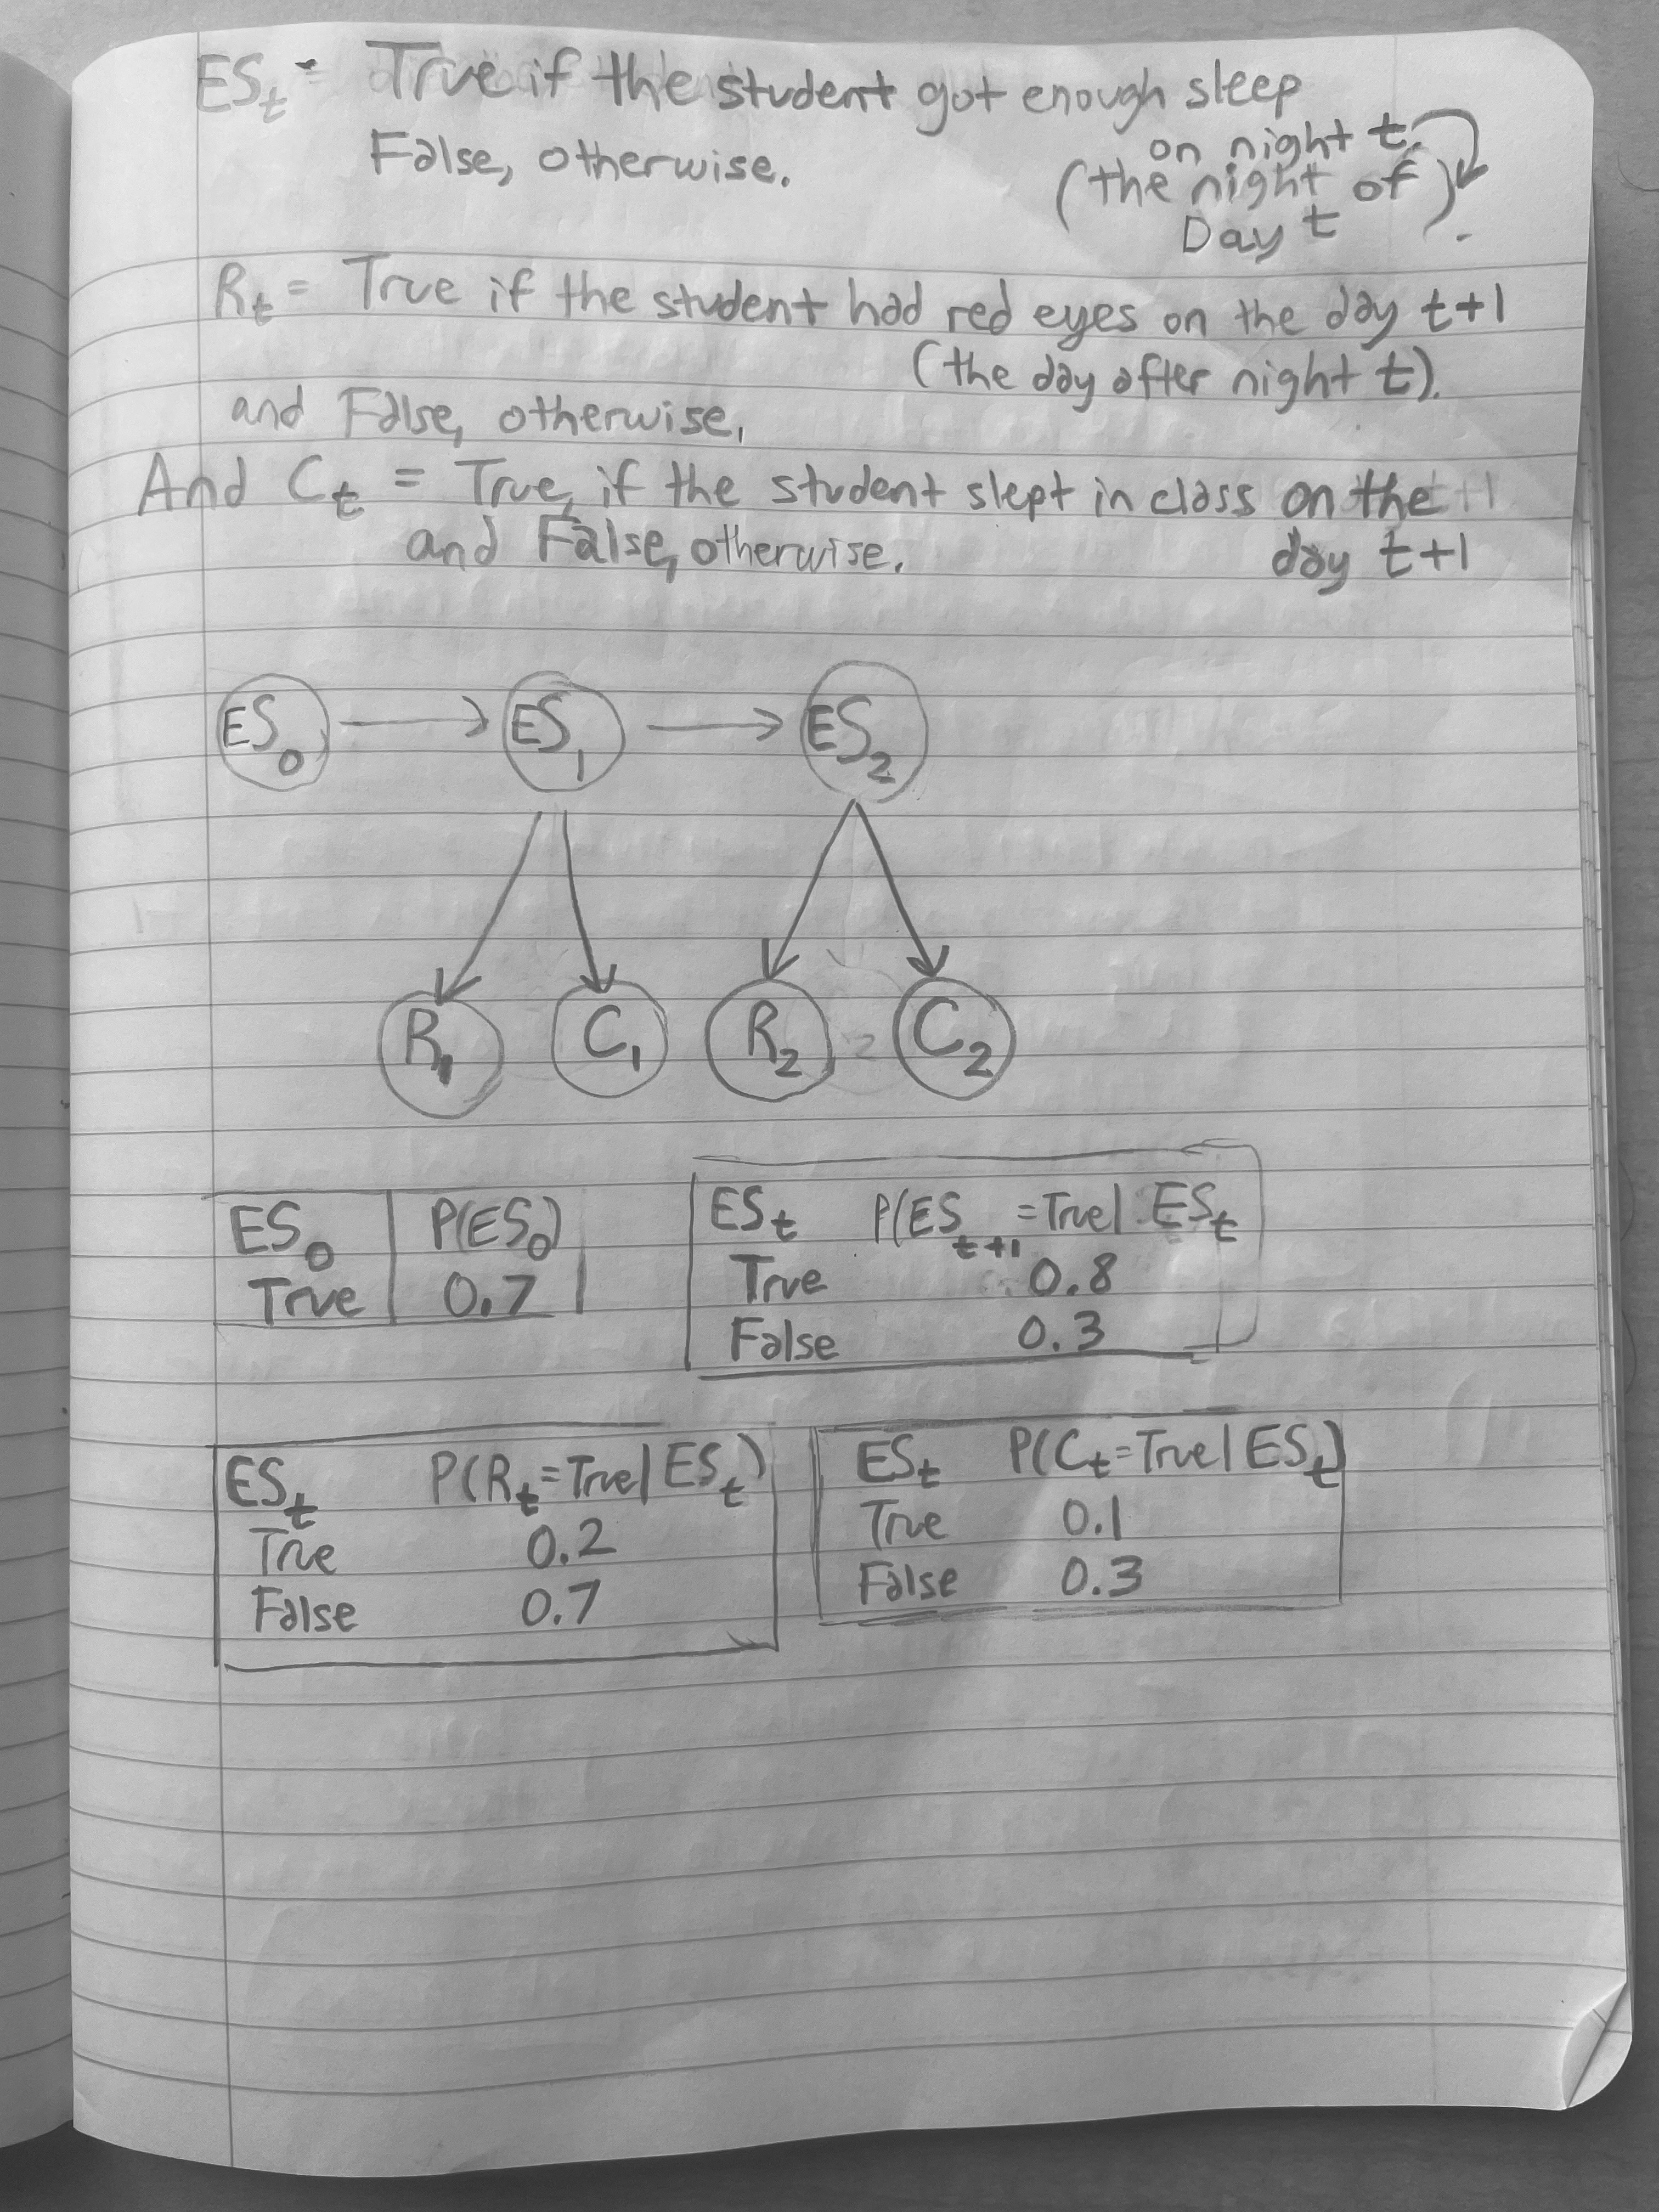 ES_t = True if the student got enough sleep
on night t.
False, otherwise.
(the night of
Day t ).
R_t = True if the student had red eyes on the day t+1
(the day after night t).
and False, otherwise,
And C_t = True, if the student slept in class on the
and False, otherwise. day t+1
ES_0 ES_1 ES_2
R_1 C_1 R_2 C_2
ES_0 P(ES_0)
True 0.7
ES_t P(ES_t+1 =True| ES_t
True 0.8
False 0.3
ES_t P(R_t=True|ES_t)
True 0.2
False 0.7
ES_t P(C_t=True|ES_t)
True 0.1
False 0.3